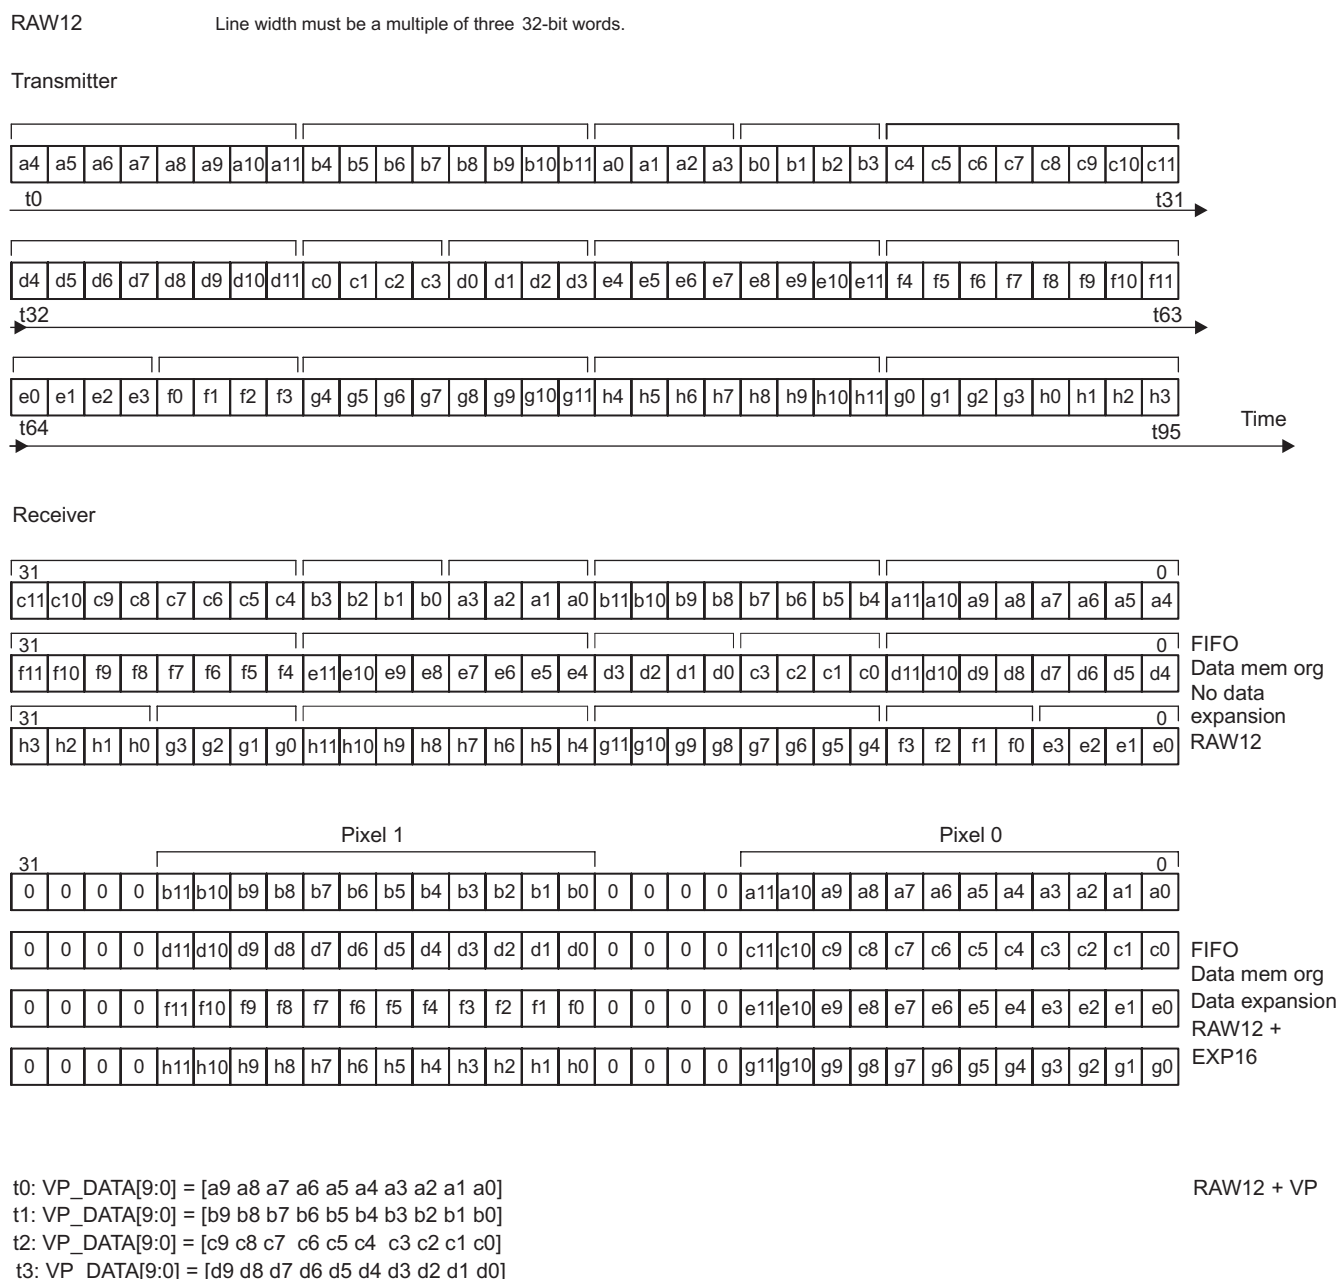 RAW12 Line width must be a multiple of three 32-bit words.
Transmitter
a4 a5 a6 a7 a8 a9 a10 a11 b4 b5 b6 b7 b8 b9 b10 b11 a0 a1 a2 a3 b0 b1 b2 b3 c4 c5 c6 c7 c8 c9 c10 c11
t0 t31
d4 d5 d6 d7 d8 d9 d10 d11 c0 c1 c2 c3 d0 d1 d2 d3 e4 e5 e6 e7 e8 e9 e10 e11 f4 f5 f6 f7 f8 f9 f10 f11
t32 t63
e0 e1 e2 e3 f0 f1 f2 f3 g4 g5 g6 g7 g8 g9 g10 g11 h4 h5 h6 h7 h8 h9 h10 h11 g0 g1 g2 g3 h0 h1 h2 h3
t64 t95 Time
Receiver
31 0
c11 c10 c9 c8 c7 c6 c5 c4 b3 b2 b1 b0 a3 a2 a1 a0 b11 b10 b9 b8 b7 b6 b5 b4 a11 a10 a9 a8 a7 a6 a5 a4
31 0 FIFO
f11 f10 f9 f8 f7 f6 f5 f4 e11 e10 e9 e8 e7 e6 e5 e4 d3 d2 d1 d0 c3 c2 c1 c0 d11 d10 d9 d8 d7 d6 d5 d4 Data mem org
No data
31 0 expansion
h3 h2 h1 h0 g3 g2 g1 g0 h11 h10 h9 h8 h7 h6 h5 h4 g11 g10 g9 g8 g7 g6 g5 g4 f3 f2 f1 f0 e3 e2 e1 e0 RAW12
Pixel 1 Pixel 0
31 0
0 0 0 0 b11 b10 b9 b8 b7 b6 b5 b4 b3 b2 b1 b0 0 0 0 0 a11 a10 a9 a8 a7 a6 a5 a4 a3 a2 a1 a0
0 0 0 0 d11 d10 d9 d8 d7 d6 d5 d4 d3 d2 d1 d0 0 0 0 0 c11 c10 c9 c8 c7 c6 c5 c4 c3 c2 c1 c0 FIFO
Data mem org
0 0 0 0 f11 f10 f9 f8 f7 f6 f5 f4 f3 f2 f1 f0 0 0 0 0 e11 e10 e9 e8 e7 e6 e5 e4 e3 e2 e1 e0 Data expansion
RAW12 +
0 0 0 0 h11 h10 h9 h8 h7 h6 h5 h4 h3 h2 h1 h0 0 0 0 0 g11 g10 g9 g8 g7 g6 g5 g4 g3 g2 g1 g0 EXP16
t0: VP_DATA[9:0] = [a9 a8 a7 a6 a5 a4 a3 a2 a1 a0] RAW12 + VP
t1: VP_DATA[9:0] = [b9 b8 b7 b6 b5 b4 b3 b2 b1 b0]
t2: VP_DATA[9:0] = [c9 c8 c7 c6 c5 c4 c3 c2 c1 c0]
t3: VP_DATA[9:0] = [d9 d8 d7 d6 d5 d4 d3 d2 d1 d0]